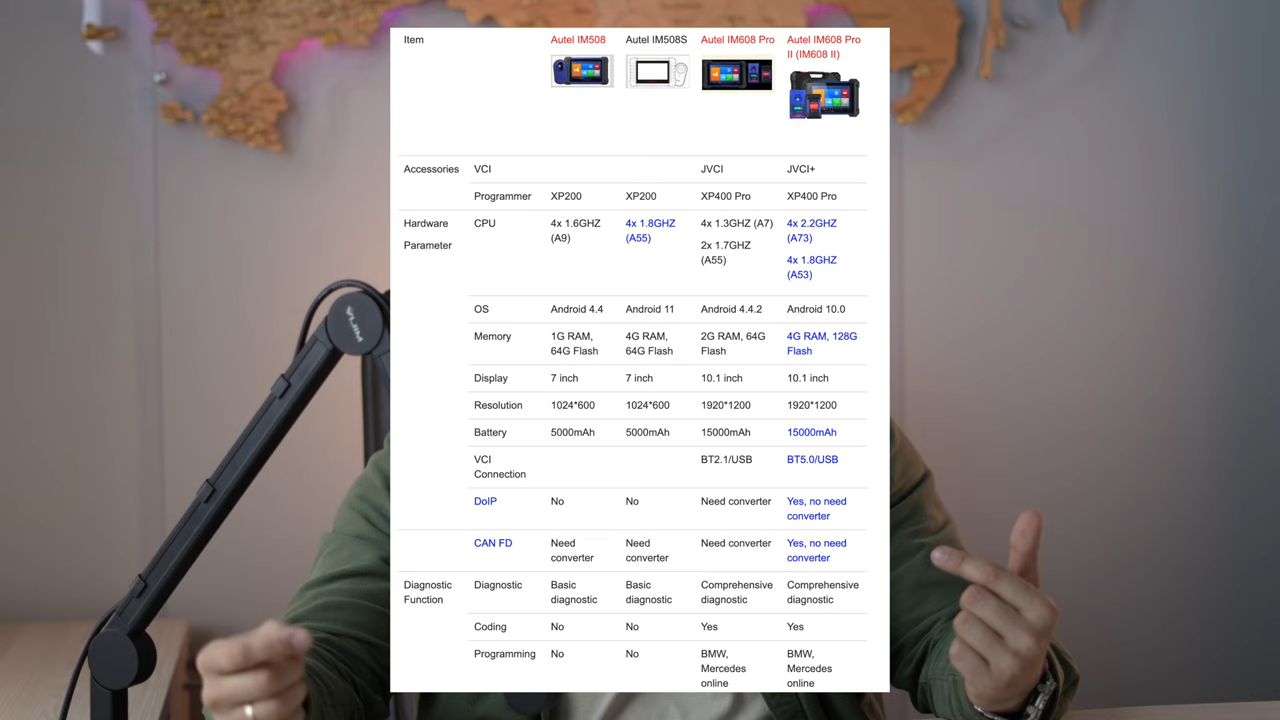 Item
Autel IM508
Autel IM508S
Autel IM608 Pro
Autel IM608 Pro
II (IM608 II)
Accessories
VCI
JVCI
JVCI+
Programmer
XP200
XP200
XP400 Pro
XP400 Pro
Hardware
Parameter
CPU
4x 1.6GHZ
(A9)
4x 1.8GHZ
(A55)
4x 1.3GHZ (A7)
2x 1.7GHZ
(A55)
4x 2.2GHZ
(A73)
4x 1.8GHZ
(A53)
OS
Android 4.4
Android 11
Android 4.4.2
Android 10.0
Memory
1G RAM,
64G Flash
4G RAM,
64G Flash
2G RAM, 64G
Flash
4G RAM, 128G
Flash
Display
7 inch
7 inch
10.1 inch
10.1 inch
Resolution
1024*600
1024*600
1920*1200
1920*1200
Battery
5000mAh
5000mAh
15000mAh
15000mAh
VCI
Connection
BT2.1/USB
BT5.0/USB
DoIP
No
No
Need converter
Yes, no need
converter
CAN FD
Need
converter
Need
converter
Need converter
Yes, no need
converter
Diagnostic
Function
Diagnostic
Basic
diagnostic
Basic
diagnostic
Comprehensive
diagnostic
Comprehensive
diagnostic
Coding
No
No
Yes
Yes
Programming
No
No
BMW,
Mercedes
online
BMW,
Mercedes
online
VIJIM